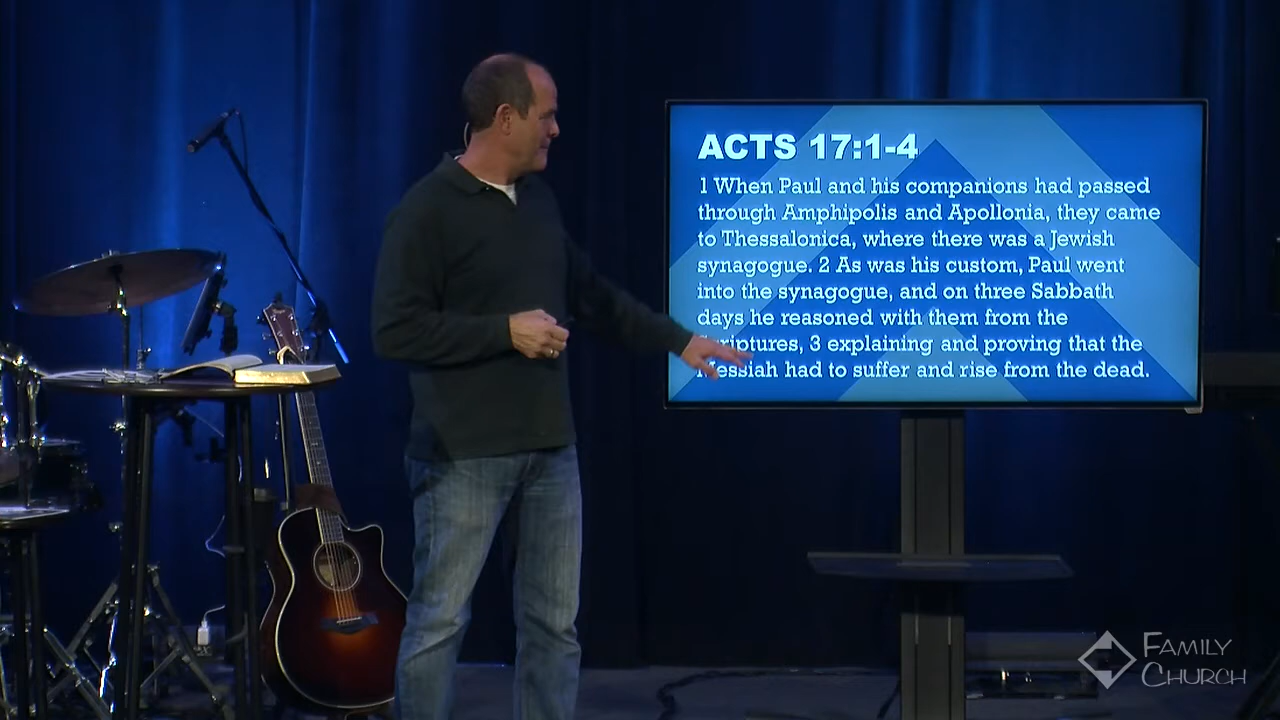 ACTS 17:1-4
1 When Paul and his companions had passed
through Amphipolis and Apollonia, they came
to Thessalonica, where there was a Jewish
synagogue. 2 As was his custom, Paul went
into the synagogue, and on three Sabbath
days he reasoned with them from the
Scriptures, 3 explaining and proving that the
Messiah had to suffer and rise from the dead.
FAMILY
CHURCH